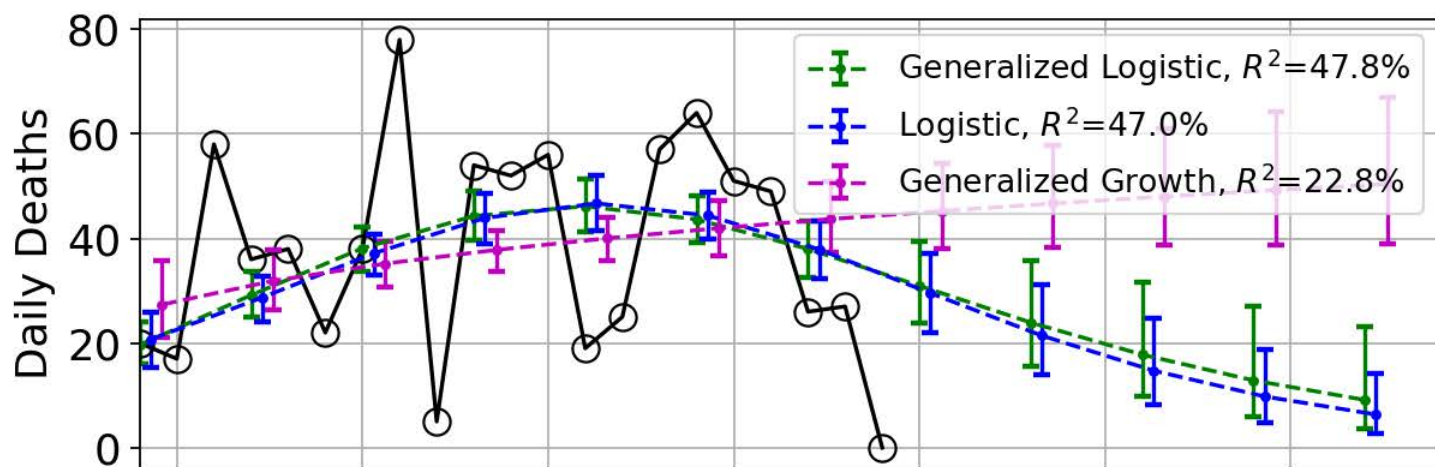 80
60
40
20
0
Daily Deaths
Generalized Logistic, R²=47.8%
Logistic, R²=47.0%
Generalized Growth, R²=22.8%